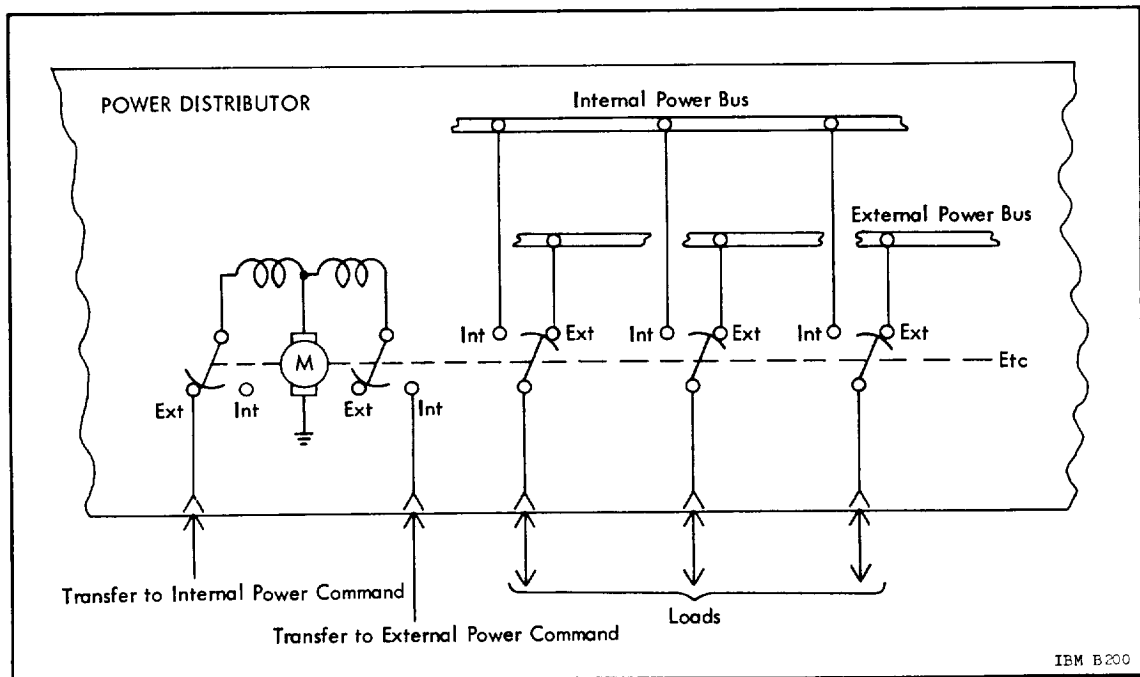 POWER DISTRIBUTOR
Internal Power Bus
External Power Bus
Int
Ext
Int
Ext
Int
Ext
M
Etc
Ext
Int
Ext
Int
Transfer to Internal Power Command
Transfer to External Power Command
Loads
IBM B200